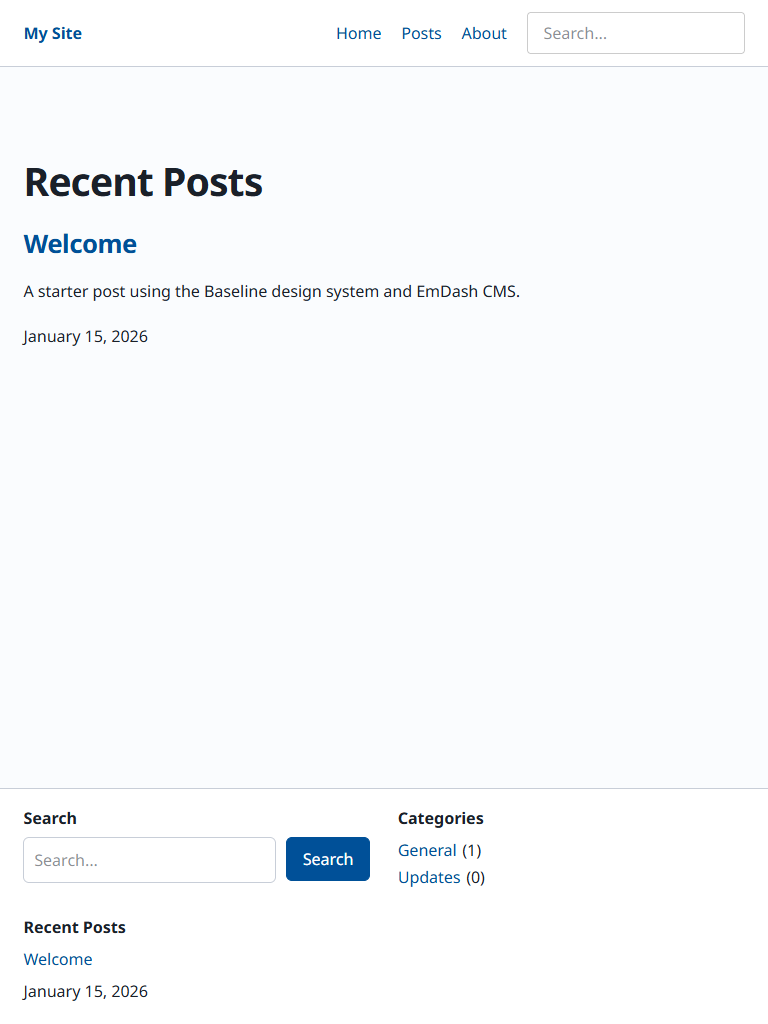 My Site Home Posts About Search...
Recent Posts
Welcome
A starter post using the Baseline design system and EmDash CMS.
January 15, 2026
Search
Search... Search
Categories
General (1)
Updates (0)
Recent Posts
Welcome
January 15, 2026